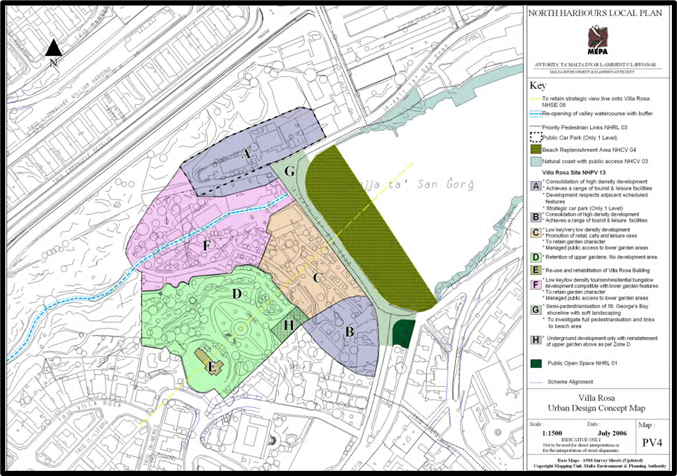 NORTH HARBOURS LOCAL PLAN
MEPA
AWTORITA' TA' MALTA DWAR L-AMBJENT U L-IPPJANAR
MALTA ENVIRONMENT & PLANNING AUTHORITY
Key
To retain strategic view line onto Villa Rosa
NHSE 06
Re-opening of valley watercourse with buffer
Priority Pedestrian Links NHRL 03
Public Car Park (Only 1 Level)
Beach Replenishment Area NHCV 04
Natural coast with public access NHCV 03
Villa Rosa Site NHPV 13
A
* Consolidation of high density development
* Achieves a range of tourist & leisure facilities
* Development respects adjacent scheduled
features
* Strategic car park (Only 1 Level)
B
* Consolidation of high density development
* Achieves a range of tourist & leisure facilities
C
* Low key/very low density development
* Promotion of retail, cafe and leisure uses
* To retain garden character
* Managed public access to lower garden areas
D
* Retention of upper gardens. No development area
E
* Re-use and rehabilitation of Villa Rosa Building
F
* Low key/low density tourism/residential bungalow
development compatible with lower garden features
* To retain garden character
* Managed public access to lower garden areas
G
* Semi-pedestrianisation of St. George's Bay
shoreline with soft landscaping
* To investigate full pedestrianisation and links
to beach area
H
* Underground development only with reinstatement
of upper garden above as per Zone D
Public Open Space NHRL 01
Scheme Alignment
Villa Rosa
Urban Design Concept Map
Scale :
1:1500
Date :
July 2006
Map :
PV4
INDICATIVE ONLY
Not to be used for direct interpretation or
for the interpretation of street alignments
Base Maps - 1988 Survey Sheets (Updated)
Copyright Mapping Unit, Malta Environment & Planning Authority
N
A
G
ta' San Ġorġ
F
C
D
H
B
E